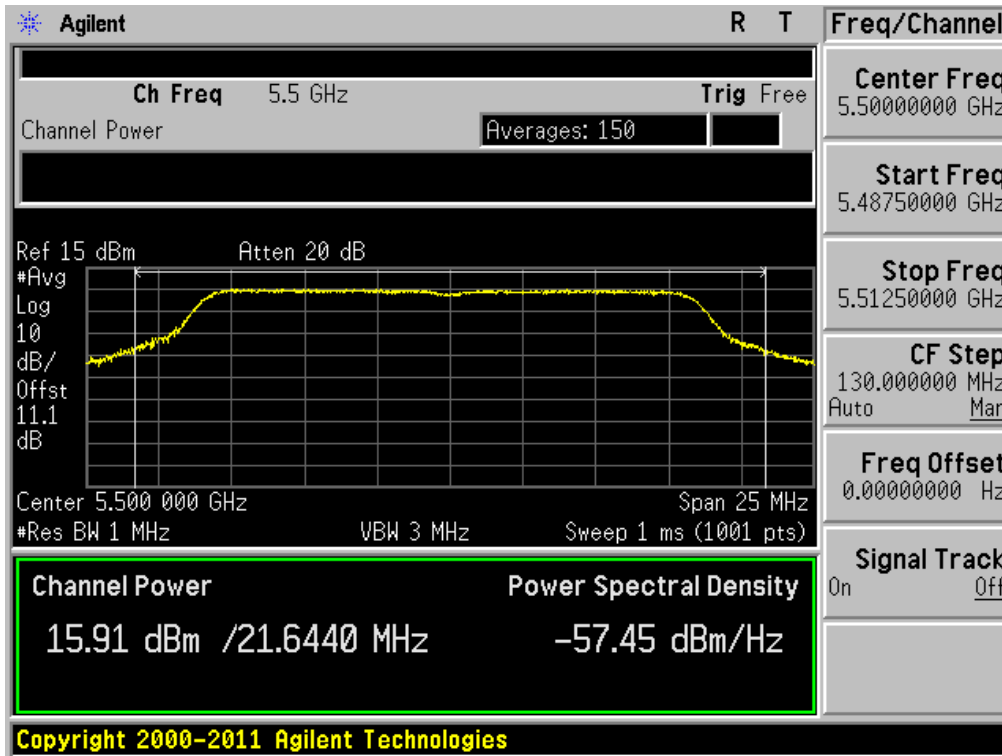 Agilent
R T
Freq/Channel
Ch Freq 5.5 GHz
Trig Free
Channel Power
Averages: 150
Ref 15 dBm
Atten 20 dB
#Avg
Log
10
dB/
Offst
11.1
dB
Center 5.500 000 GHz
Span 25 MHz
#Res BW 1 MHz
VBW 3 MHz
Sweep 1 ms (1001 pts)
Channel Power
Power Spectral Density
15.91 dBm /21.6440 MHz
-57.45 dBm/Hz
Center Freq
5.50000000 GHz
Start Freq
5.48750000 GHz
Stop Freq
5.51250000 GHz
CF Step
130.000000 MHz
Auto Man
Freq Offset
0.00000000 Hz
Signal Track
On Off
Copyright 2000-2011 Agilent Technologies